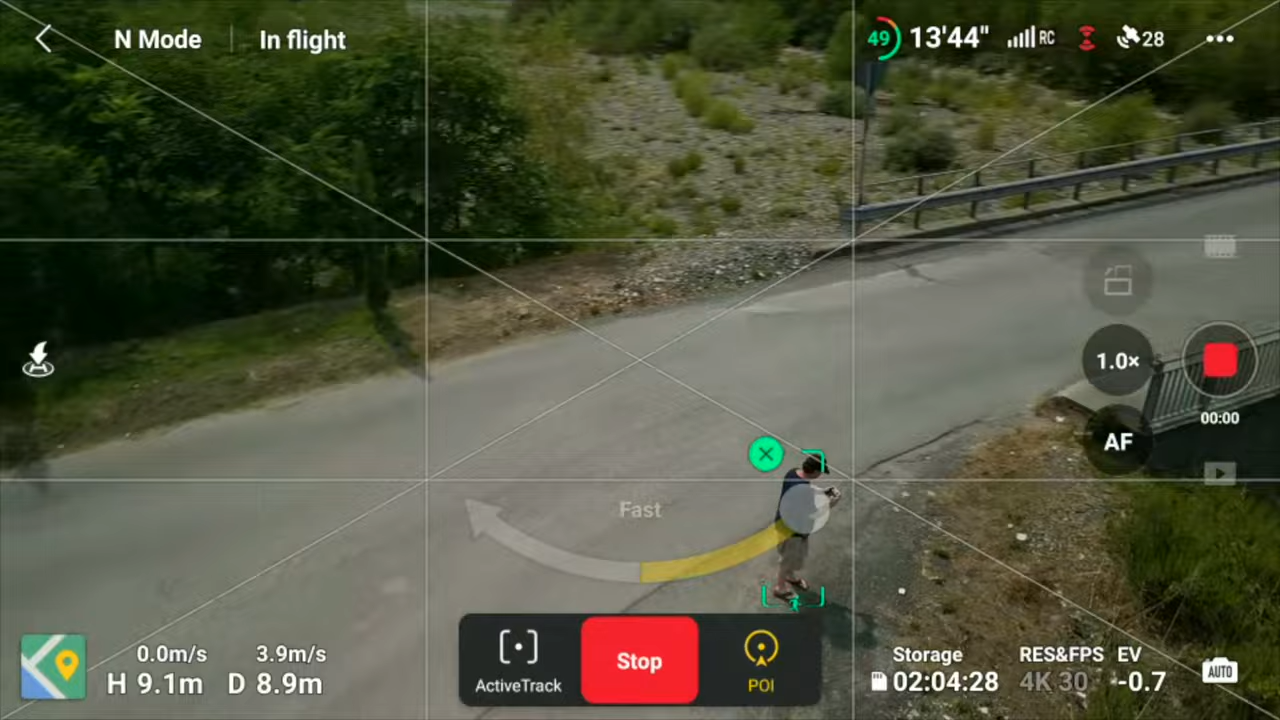 N Mode
In flight
49
13'44"
RC
28
1.0×
00:00
AF
Fast
0.0m/s
3.9m/s
H 9.1m
D 8.9m
ActiveTrack
Stop
POI
Storage
02:04:28
RES&FPS
4K 30
EV
-0.7
AUTO